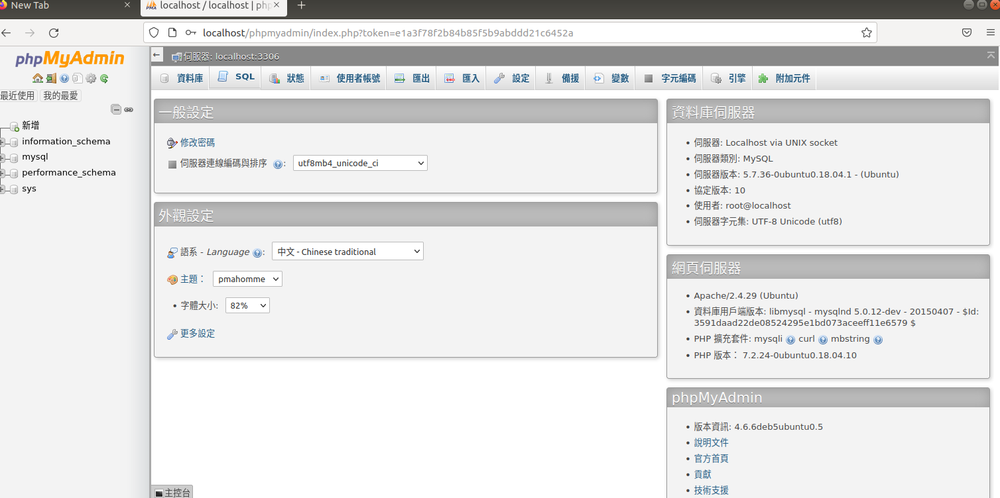 New Tab
localhost / localhost | php
localhost/phpmyadmin/index.php?token=e1a3f78f2b84b85f5b9abddd21c6452a
phpMyAdmin
最近使用 我的最愛
新增
information_schema
mysql
performance_schema
sys
伺服器: localhost:3306
資料庫 SQL 狀態 使用者帳號 匯出 匯入 設定 備援 變數 字元編碼 引擎 附加元件
一般設定
修改密碼
伺服器連線編碼與排序 : utf8mb4_unicode_ci
外觀設定
語系 - Language : 中文 - Chinese traditional
主題： pmahomme
• 字體大小: 82%
更多設定
資料庫伺服器
• 伺服器: Localhost via UNIX socket
• 伺服器類別: MySQL
• 伺服器版本: 5.7.36-0ubuntu0.18.04.1 - (Ubuntu)
• 協定版本: 10
• 使用者: root@localhost
• 伺服器字元集: UTF-8 Unicode (utf8)
網頁伺服器
• Apache/2.4.29 (Ubuntu)
• 資料庫用戶端版本: libmysql - mysqlnd 5.0.12-dev - 20150407 - $Id:
3591daad22de08524295e1bd073aceeff11e6579 $
• PHP 擴充套件: mysqli curl mbstring
• PHP 版本： 7.2.24-0ubuntu0.18.04.10
phpMyAdmin
• 版本資訊: 4.6.6deb5ubuntu0.5
• 說明文件
• 官方首頁
• 貢獻
• 技術支援
主控台